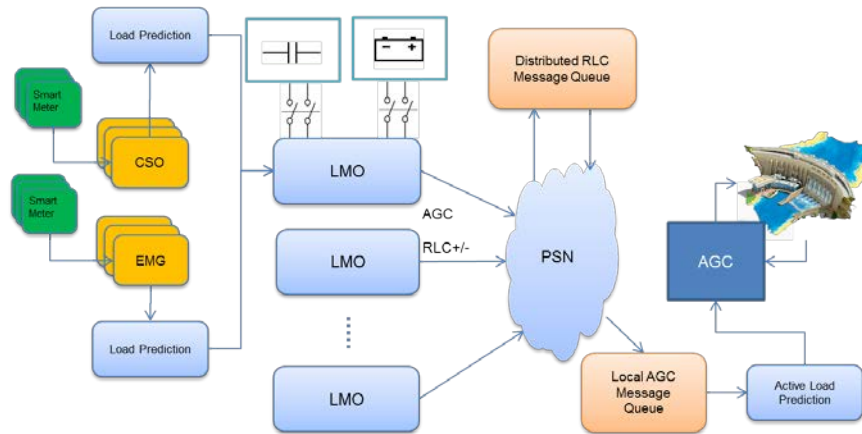 Load Prediction
Smart
Meter
CSO
Smart
Meter
EMG
Load Prediction
− +
LMO
AGC
LMO
RLC+/-
LMO
Distributed RLC
Message Queue
PSN
AGC
Local AGC
Message
Queue
Active Load
Prediction